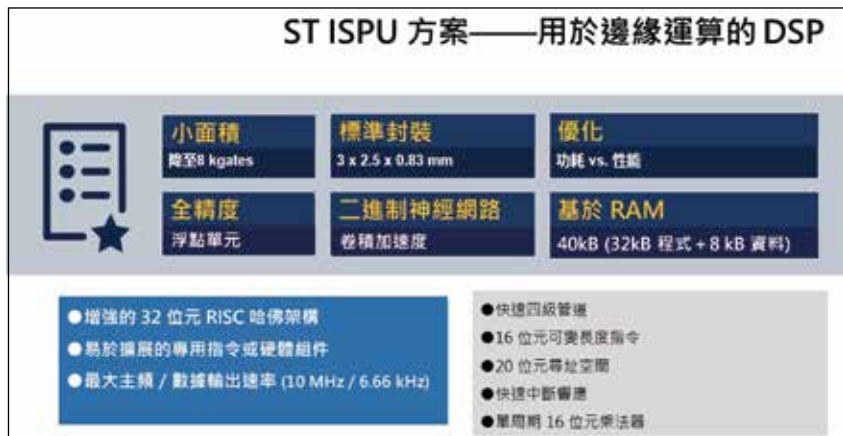 ST ISPU 方案——用於邊緣運算的 DSP
小面積
降至8 kgates
標準封裝
3 x 2.5 x 0.83 mm
優化
功耗 vs. 性能
全精度
浮點單元
二進制神經網路
卷積加速度
基於 RAM
40kB (32kB 程式 + 8 kB 資料)
●增強的 32 位元 RISC 哈佛架構
●易於擴展的專用指令或硬體組件
●最大主頻 / 數據輸出速率 (10 MHz / 6.66 kHz)
●快速四級管道
●16 位元可變長度指令
●20 位元尋址空間
●快速中斷響應
●單周期 16 位元乘法器